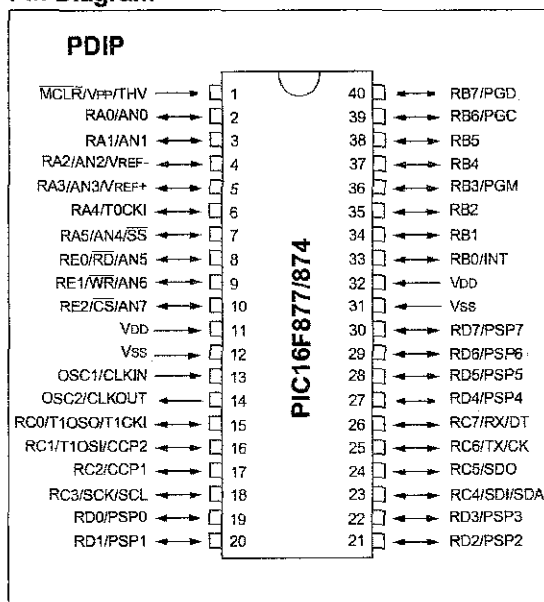 PDIP
MCLR/VPP/THV 1
RA0/AN0 2
RA1/AN1 3
RA2/AN2/VREF- 4
RA3/AN3/VREF+ 5
RA4/T0CKI 6
RA5/AN4/SS 7
RE0/RD/AN5 8
RE1/WR/AN6 9
RE2/CS/AN7 10
VDD 11
VSS 12
OSC1/CLKIN 13
OSC2/CLKOUT 14
RC0/T1OSO/T1CKI 15
RC1/T1OSI/CCP2 16
RC2/CCP1 17
RC3/SCK/SCL 18
RD0/PSP0 19
RD1/PSP1 20
PIC16F877/874
40 RB7/PGD
39 RB6/PGC
38 RB5
37 RB4
36 RB3/PGM
35 RB2
34 RB1
33 RB0/INT
32 VDD
31 VSS
30 RD7/PSP7
29 RD6/PSP6
28 RD5/PSP5
27 RD4/PSP4
26 RC7/RX/DT
25 RC6/TX/CK
24 RC5/SDO
23 RC4/SDI/SDA
22 RD3/PSP3
21 RD2/PSP2